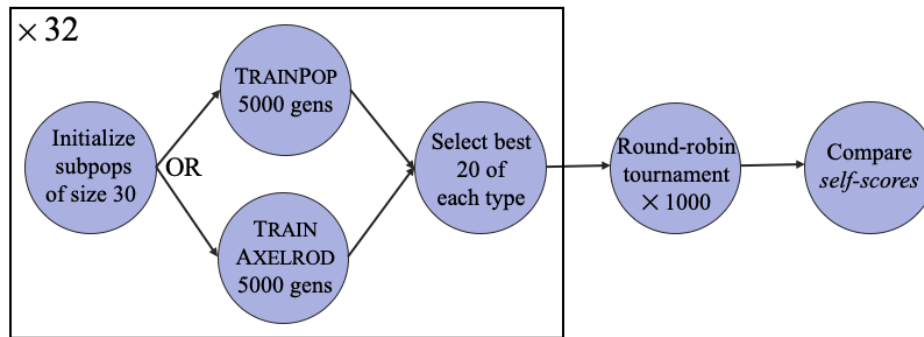 × 32
Initialize
subpops
of size 30
OR
TRAINPOP
5000 gens
TRAIN
AXELROD
5000 gens
Select best
20 of
each type
Round-robin
tournament
× 1000
Compare
self-scores